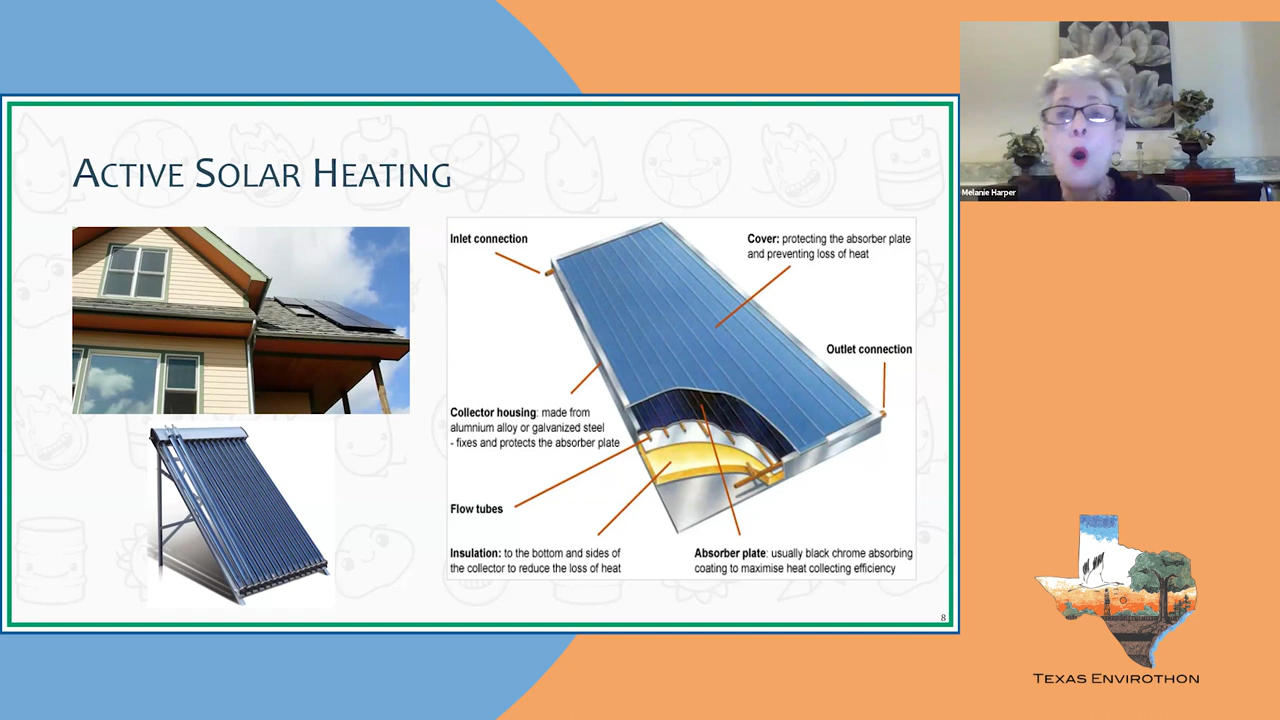 ACTIVE SOLAR HEATING
Inlet connection
Cover: protecting the absorber plate
and preventing loss of heat
Outlet connection
Collector housing: made from
alumnium alloy or galvanized steel
- fixes and protects the absorber plate
Flow tubes
Insulation: to the bottom and sides of
the collector to reduce the loss of heat
Absorber plate: usually black chrome absorbing
coating to maximise heat collecting efficiency
8
Melanie Harper
TEXAS ENVIROTHON